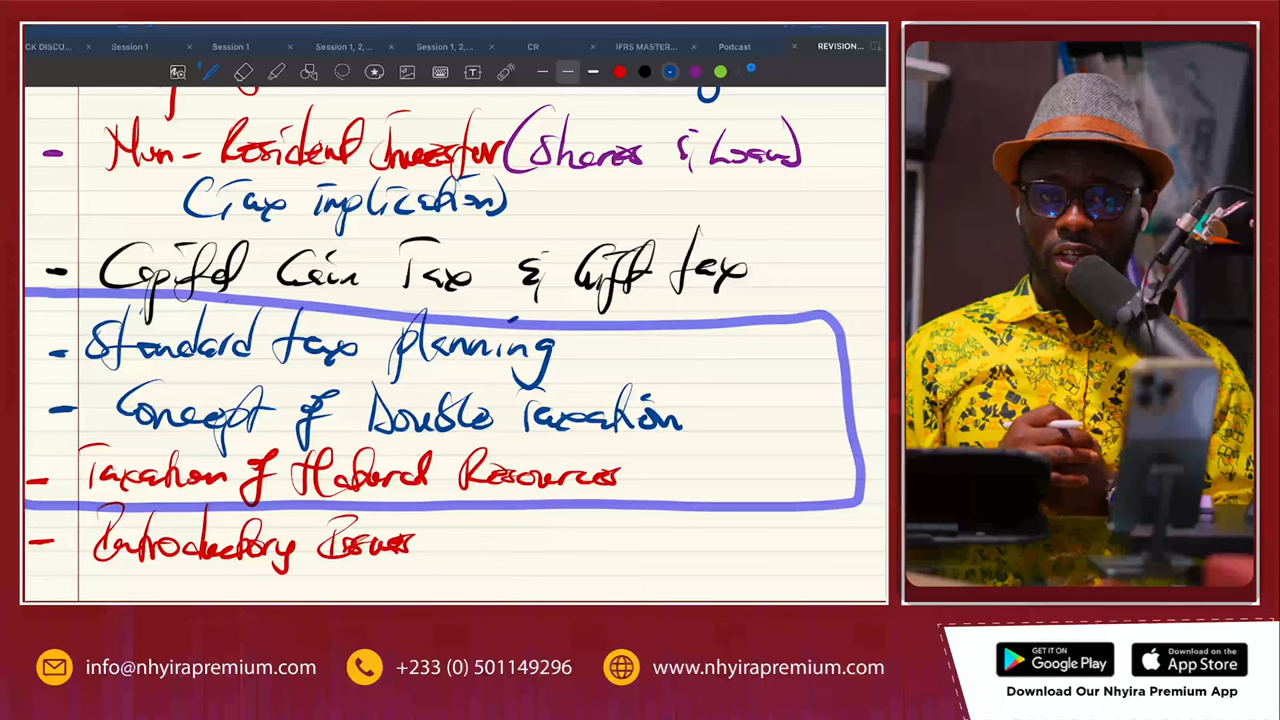 CK DISCU... Session 1 Session 1 Session 1, 2,... Session 1, 2,... CR IFRS MASTER... Podcast REVISION...
- Non-Resident Investor (Shares & Loan)
(Tax implication)
- Capital Gain Tax & Gift tax
- Standard tax planning
- Concept of Double Taxation
- Taxation of Natural Resources
- Introductory Issues
info@nhyirapremium.com +233 (0) 501149296 www.nhyirapremium.com
GET IT ON Google Play
Download on the App Store
Download Our Nhyira Premium App